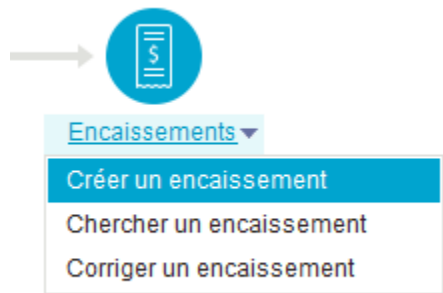 $
Encaissements
Créer un encaissement
Chercher un encaissement
Corriger un encaissement